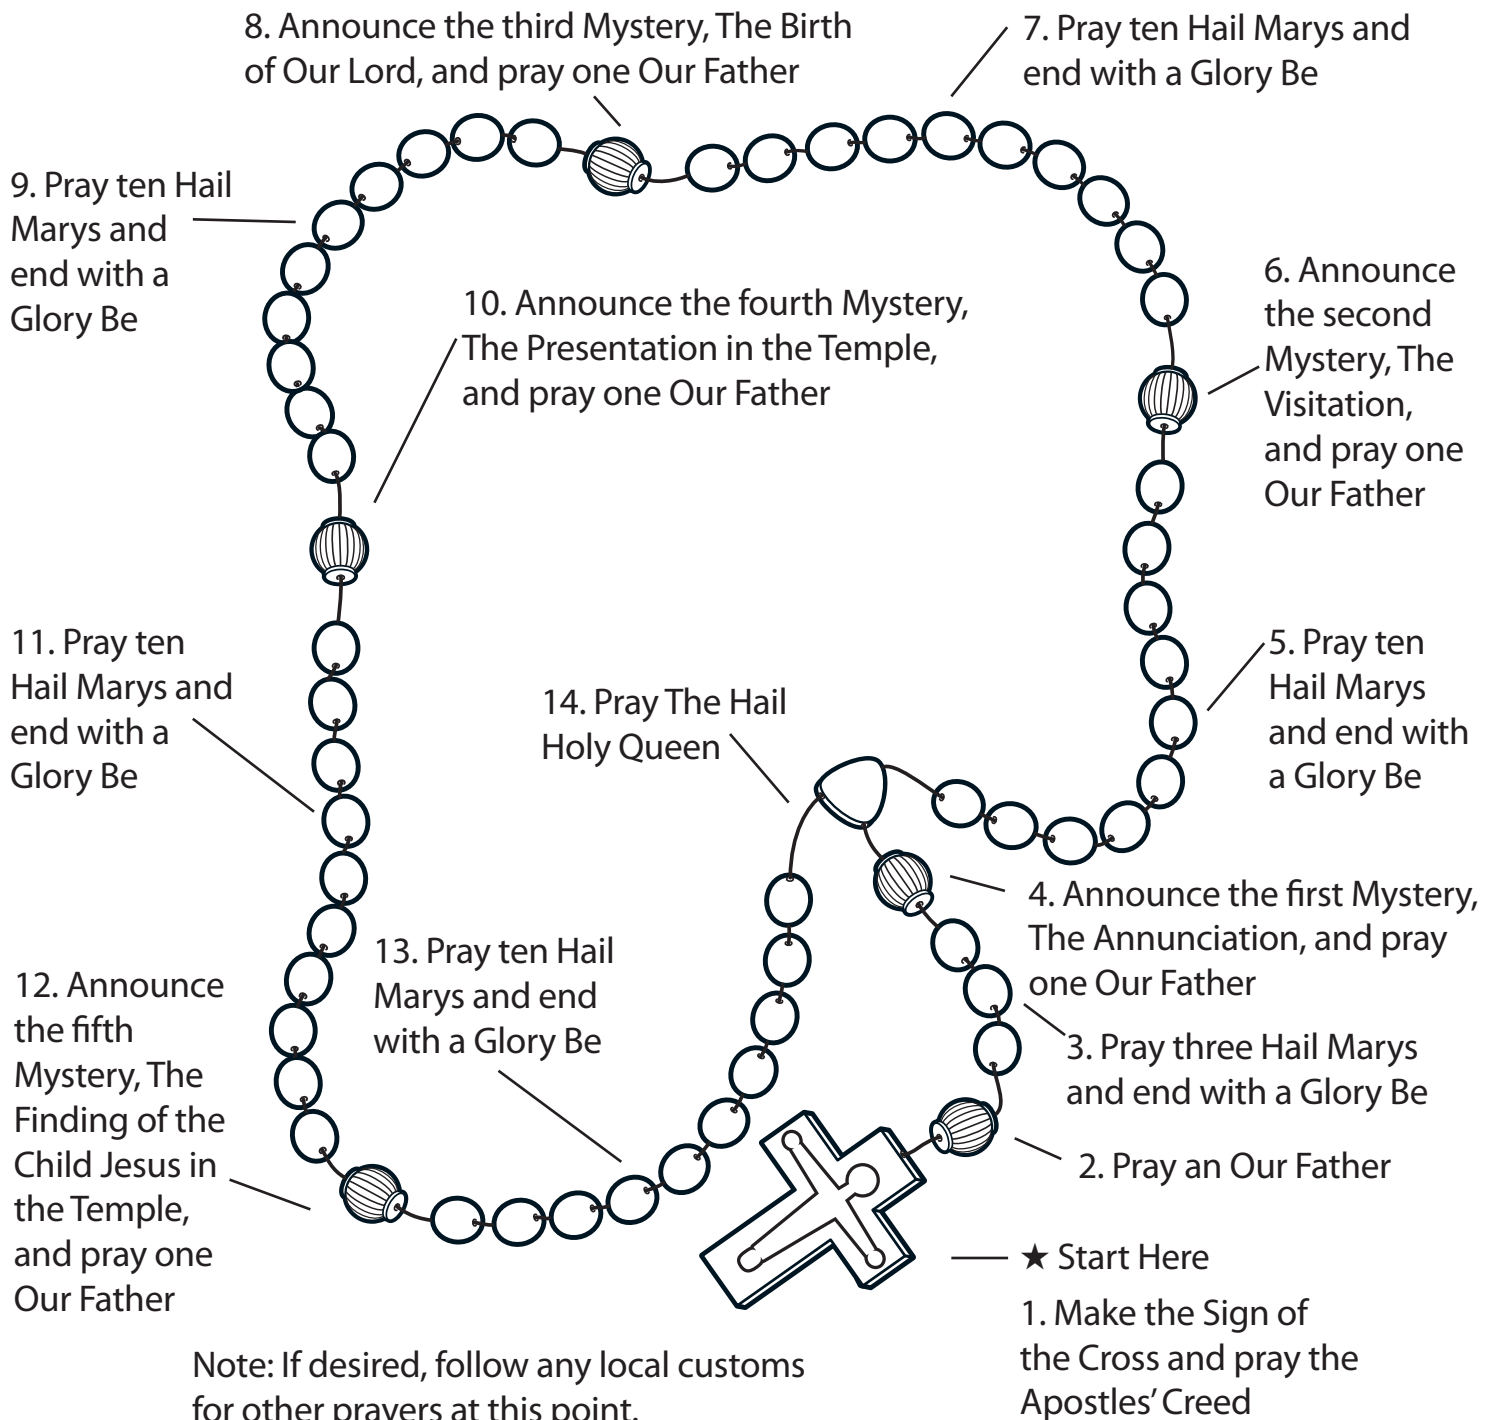 8. Announce the third Mystery, The Birth
of Our Lord, and pray one Our Father
7. Pray ten Hail Marys and
end with a Glory Be
9. Pray ten Hail
Marys and
end with a
Glory Be
10. Announce the fourth Mystery,
The Presentation in the Temple,
and pray one Our Father
6. Announce
the second
Mystery, The
Visitation,
and pray one
Our Father
11. Pray ten
Hail Marys and
end with a
Glory Be
14. Pray The Hail
Holy Queen
5. Pray ten
Hail Marys
and end with
a Glory Be
4. Announce the first Mystery,
The Annunciation, and pray
one Our Father
13. Pray ten Hail
Marys and end
with a Glory Be
12. Announce
the fifth
Mystery, The
Finding of the
Child Jesus in
the Temple,
and pray one
Our Father
3. Pray three Hail Marys
and end with a Glory Be
2. Pray an Our Father
★ Start Here
1. Make the Sign of
the Cross and pray the
Apostles’ Creed
Note: If desired, follow any local customs
for other prayers at this point.